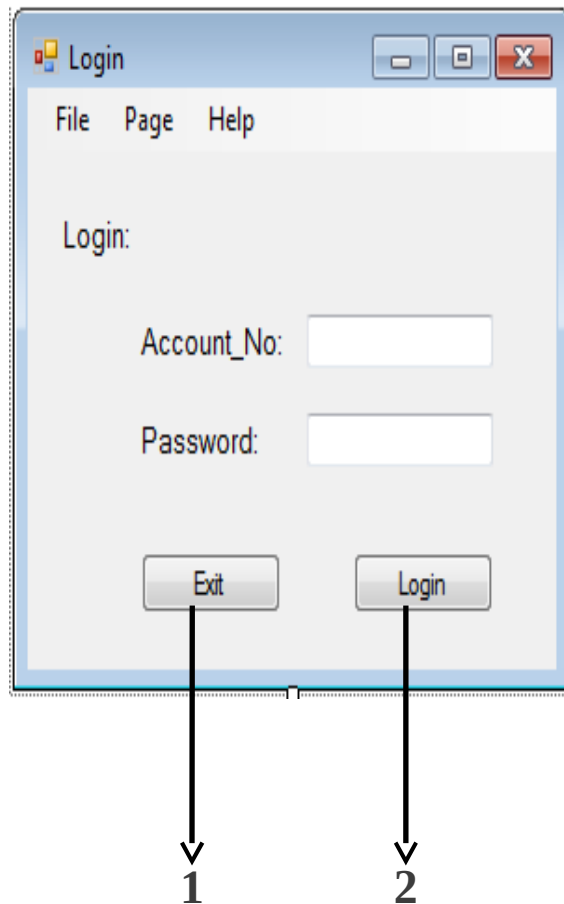 Login
File Page Help
Login:
Account_No:
Password:
Exit Login
1 2